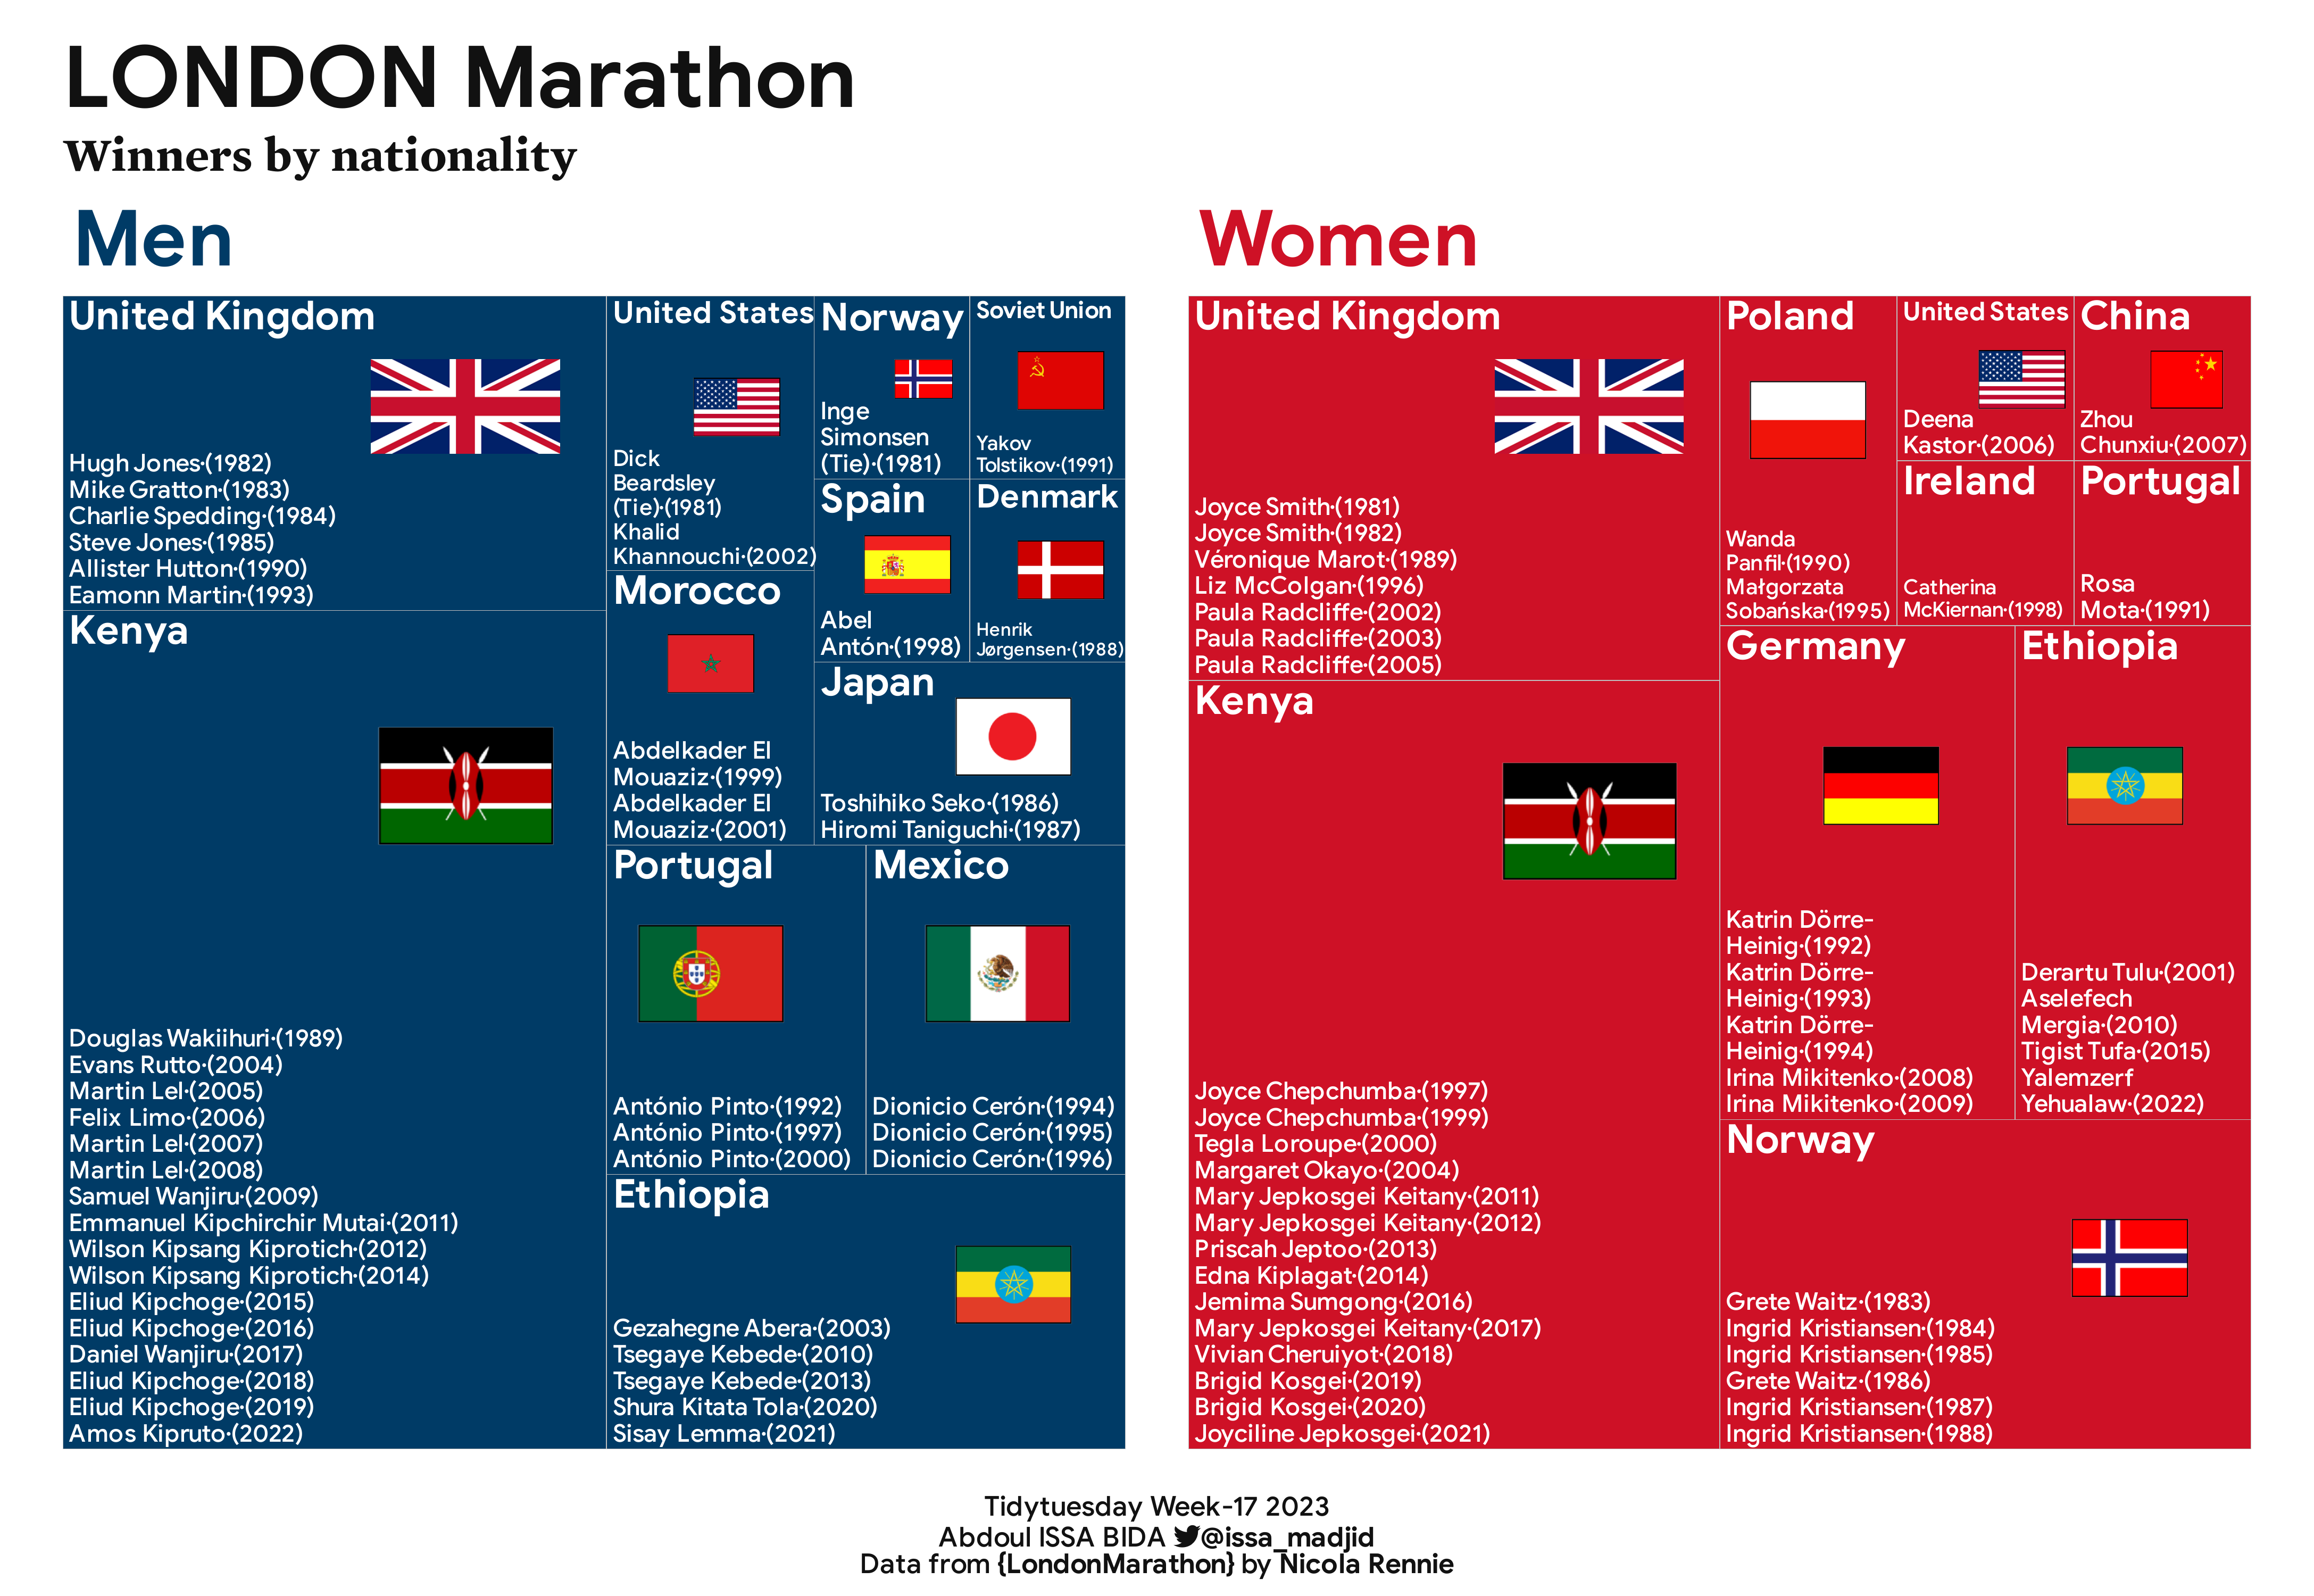 LONDON Marathon
Winners by nationality
Men
United Kingdom
Hugh Jones·(1982)
Mike Gratton·(1983)
Charlie Spedding·(1984)
Steve Jones·(1985)
Allister Hutton·(1990)
Eamonn Martin·(1993)
Kenya
Douglas Wakiihuri·(1989)
Evans Rutto·(2004)
Martin Lel·(2005)
Felix Limo·(2006)
Martin Lel·(2007)
Martin Lel·(2008)
Samuel Wanjiru·(2009)
Emmanuel Kipchirchir Mutai·(2011)
Wilson Kipsang Kiprotich·(2012)
Wilson Kipsang Kiprotich·(2014)
Eliud Kipchoge·(2015)
Eliud Kipchoge·(2016)
Daniel Wanjiru·(2017)
Eliud Kipchoge·(2018)
Eliud Kipchoge·(2019)
Amos Kipruto·(2022)
United States
Dick
Beardsley
(Tie)·(1981)
Khalid
Khannouchi·(2002)
Norway
Inge
Simonsen
(Tie)·(1981)
Soviet Union
Yakov
Tolstikov·(1991)
Spain
Abel
Antón·(1998)
Denmark
Henrik
Jørgensen·(1988)
Morocco
Abdelkader El
Mouaziz·(1999)
Abdelkader El
Mouaziz·(2001)
Japan
Toshihiko Seko·(1986)
Hiromi Taniguchi·(1987)
Portugal
António Pinto·(1992)
António Pinto·(1997)
António Pinto·(2000)
Mexico
Dionicio Cerón·(1994)
Dionicio Cerón·(1995)
Dionicio Cerón·(1996)
Ethiopia
Gezahegne Abera·(2003)
Tsegaye Kebede·(2010)
Tsegaye Kebede·(2013)
Shura Kitata Tola·(2020)
Sisay Lemma·(2021)
Women
United Kingdom
Joyce Smith·(1981)
Joyce Smith·(1982)
Véronique Marot·(1989)
Liz McColgan·(1996)
Paula Radcliffe·(2002)
Paula Radcliffe·(2003)
Paula Radcliffe·(2005)
Kenya
Joyce Chepchumba·(1997)
Joyce Chepchumba·(1999)
Tegla Loroupe·(2000)
Margaret Okayo·(2004)
Mary Jepkosgei Keitany·(2011)
Mary Jepkosgei Keitany·(2012)
Priscah Jeptoo·(2013)
Edna Kiplagat·(2014)
Jemima Sumgong·(2016)
Mary Jepkosgei Keitany·(2017)
Vivian Cheruiyot·(2018)
Brigid Kosgei·(2019)
Brigid Kosgei·(2020)
Joyciline Jepkosgei·(2021)
Poland
Wanda
Panfil·(1990)
Małgorzata
Sobańska·(1995)
United States
Deena
Kastor·(2006)
China
Zhou
Chunxiu·(2007)
Ireland
Catherina
McKiernan·(1998)
Portugal
Rosa
Mota·(1991)
Germany
Katrin Dörre-
Heinig·(1992)
Katrin Dörre-
Heinig·(1993)
Katrin Dörre-
Heinig·(1994)
Irina Mikitenko·(2008)
Irina Mikitenko·(2009)
Ethiopia
Derartu Tulu·(2001)
Aselefech
Mergia·(2010)
Tigist Tufa·(2015)
Yalemzerf
Yehualaw·(2022)
Norway
Grete Waitz·(1983)
Ingrid Kristiansen·(1984)
Ingrid Kristiansen·(1985)
Grete Waitz·(1986)
Ingrid Kristiansen·(1987)
Ingrid Kristiansen·(1988)
Tidytuesday Week-17 2023
Abdoul ISSA BIDA @issa_madjid
Data from {LondonMarathon} by Nicola Rennie